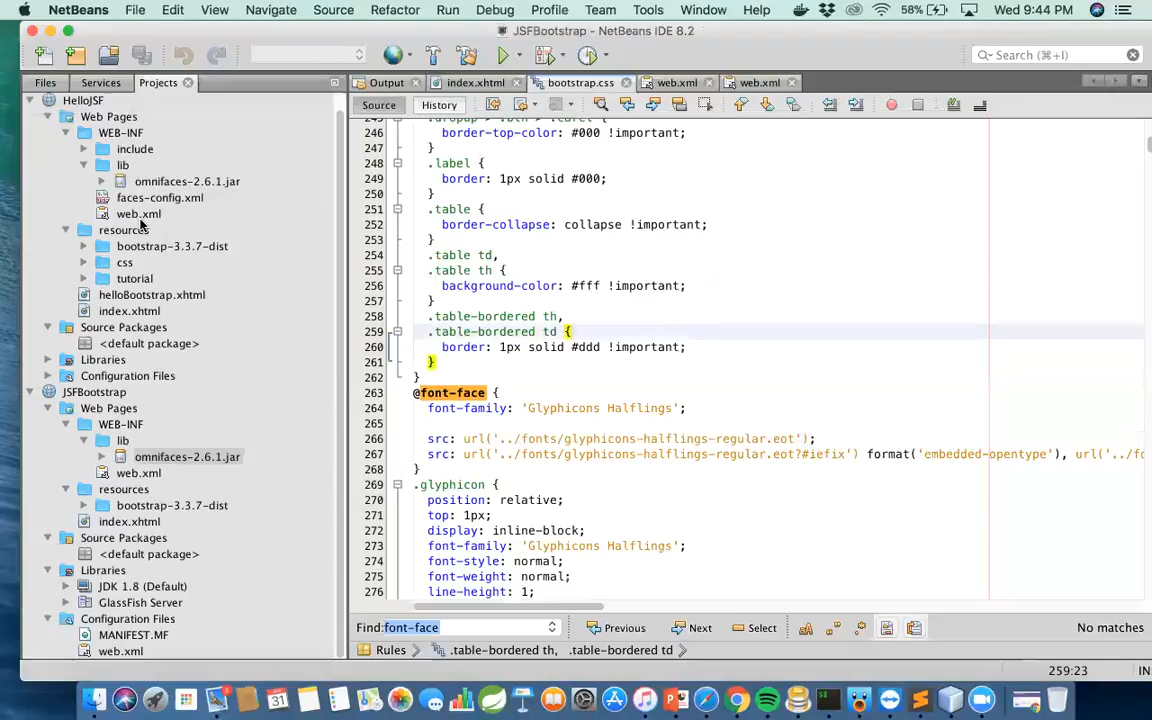 NetBeans File Edit View Navigate Source Refactor Run Debug Profile Team Tools Window Help 58% Wed 9:44 PM
JSFBootstrap - NetBeans IDE 8.2
Search (⌘+I)
Files Services Projects Output index.xhtml bootstrap.css web.xml web.xml
Source History
HelloJSF
Web Pages
WEB-INF
include
lib
omnifaces-2.6.1.jar
faces-config.xml
web.xml
resources
bootstrap-3.3.7-dist
css
tutorial
helloBootstrap.xhtml
index.xhtml
Source Packages
<default package>
Libraries
Configuration Files
JSFBootstrap
Web Pages
WEB-INF
lib
omnifaces-2.6.1.jar
web.xml
resources
bootstrap-3.3.7-dist
index.xhtml
Source Packages
<default package>
Libraries
JDK 1.8 (Default)
GlassFish Server
Configuration Files
MANIFEST.MF
web.xml
245 .dropup > .btn > .caret {
246 border-top-color: #000 !important;
247 }
248 .label {
249 border: 1px solid #000;
250 }
251 .table {
252 border-collapse: collapse !important;
253 }
254 .table td,
255 .table th {
256 background-color: #fff !important;
257 }
258 .table-bordered th,
259 .table-bordered td {
260 border: 1px solid #ddd !important;
261 }
262 }
263 @font-face {
264 font-family: 'Glyphicons Halflings';
265
266 src: url('../fonts/glyphicons-halflings-regular.eot');
267 src: url('../fonts/glyphicons-halflings-regular.eot?#iefix') format('embedded-opentype'), url('../fo
268 }
269 .glyphicon {
270 position: relative;
271 top: 1px;
272 display: inline-block;
273 font-family: 'Glyphicons Halflings';
274 font-style: normal;
275 font-weight: normal;
276 line-height: 1;
Find: font-face Previous Next Select No matches
Rules .table-bordered th, .table-bordered td
259:23 IN